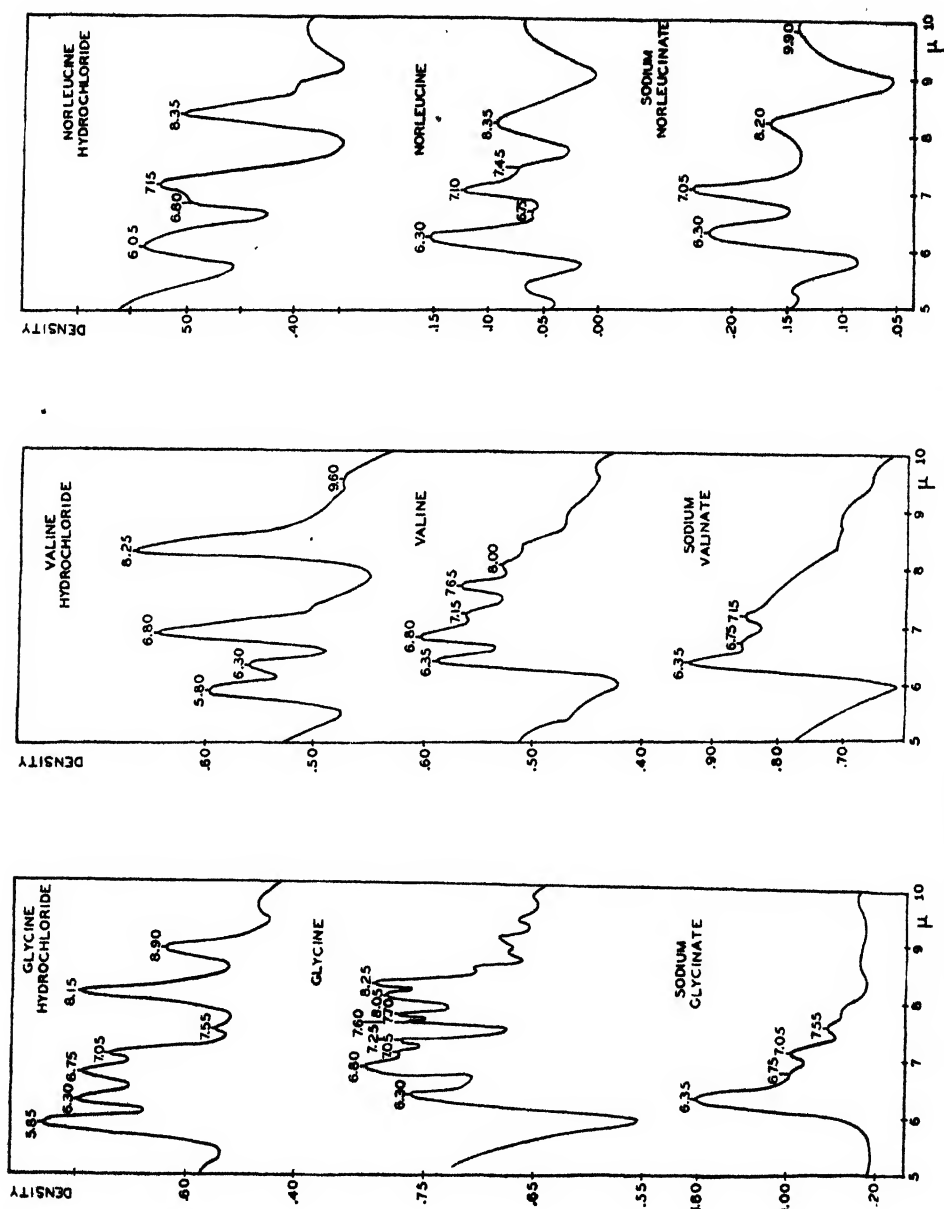 DENSITY
GLYCINE
HYDROCHLORIDE
5.85
6.30
6.75
7.05
7.55
8.15
8.90
.60
.40
GLYCINE
6.30
6.80
7.05
7.25
7.60
7.70
8.05
8.25
.75
.65
SODIUM
GLYCINATE
6.35
6.75
7.05
7.55
1.80
1.00
.20
5 6 7 8 9 10
μ
DENSITY
VALINE
HYDROCHLORIDE
5.80
6.30
6.80
8.25
9.60
.60
.50
VALINE
6.35
6.80
7.15
7.65
8.00
.60
.50
.40
SODIUM
VALINATE
6.35
6.75
7.15
.90
.80
.70
5 6 7 8 9 10
μ
DENSITY
NORLEUCINE
HYDROCHLORIDE
6.05
6.80
7.15
8.35
.50
.40
NORLEUCINE
6.30
6.75
7.10
7.45
8.35
.15
.10
.05
.00
SODIUM
NORLEUCINATE
6.30
7.05
8.20
9.90
.20
.15
.10
.05
5 6 7 8 9 10
μ